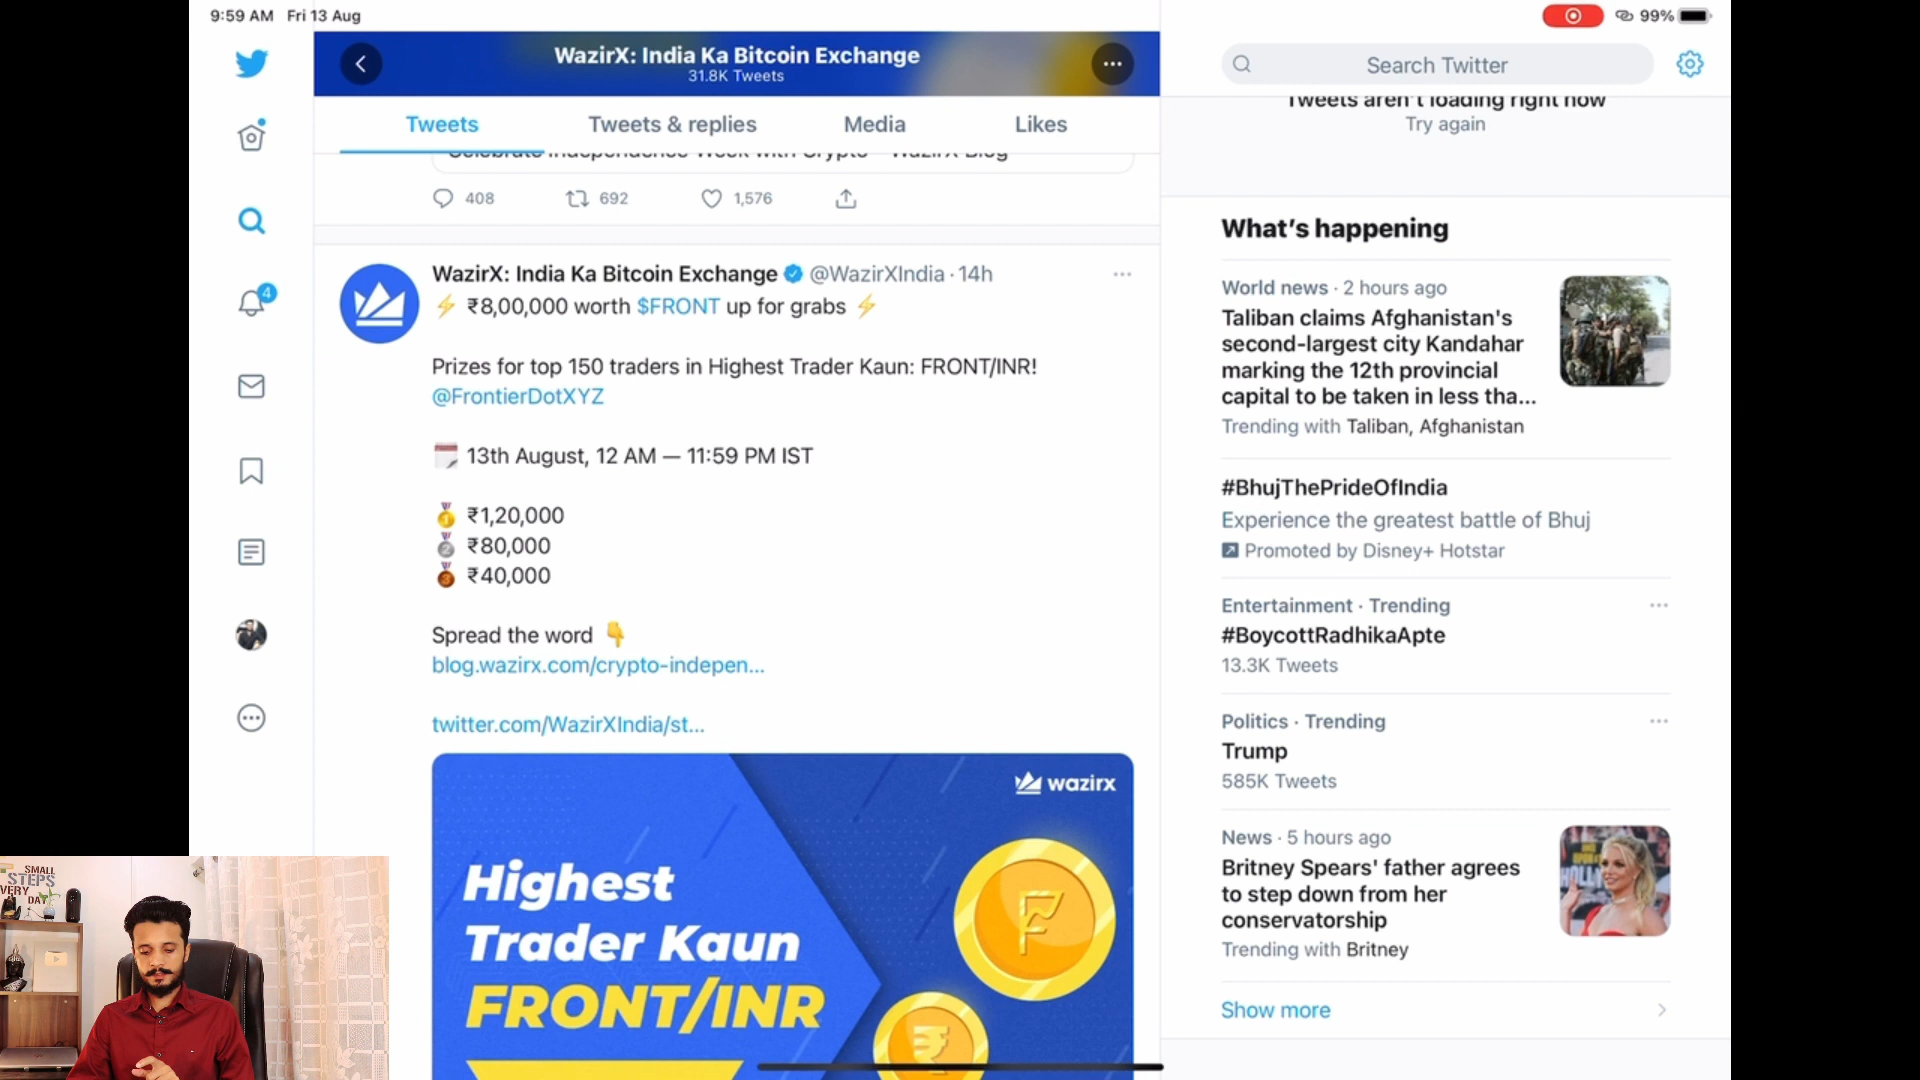 9:59 AM Fri 13 Aug
99%
WazirX: India Ka Bitcoin Exchange
31.8K Tweets
Search Twitter
Tweets
Tweets & replies
Media
Likes
Tweets aren't loading right now
Try again
Celebrate Independence Week with Crypto - WazirX Blog
408
692
1,576
WazirX: India Ka Bitcoin Exchange @WazirXIndia · 14h
⚡ ₹8,00,000 worth $FRONT up for grabs ⚡
Prizes for top 150 traders in Highest Trader Kaun: FRONT/INR!
@FrontierDotXYZ
13th August, 12 AM — 11:59 PM IST
🥇 ₹1,20,000
🥈 ₹80,000
🥉 ₹40,000
Spread the word 👇
blog.wazirx.com/crypto-indepen...
twitter.com/WazirXIndia/st...
wazirx
Highest
Trader Kaun
FRONT/INR
4
What's happening
World news · 2 hours ago
Taliban claims Afghanistan's
second-largest city Kandahar
marking the 12th provincial
capital to be taken in less tha...
Trending with Taliban, Afghanistan
#BhujThePrideOfIndia
Experience the greatest battle of Bhuj
Promoted by Disney+ Hotstar
Entertainment · Trending
#BoycottRadhikaApte
13.3K Tweets
Politics · Trending
Trump
585K Tweets
News · 5 hours ago
Britney Spears' father agrees
to step down from her
conservatorship
Trending with Britney
Show more
SMALL
STEPS
VERY
DAY